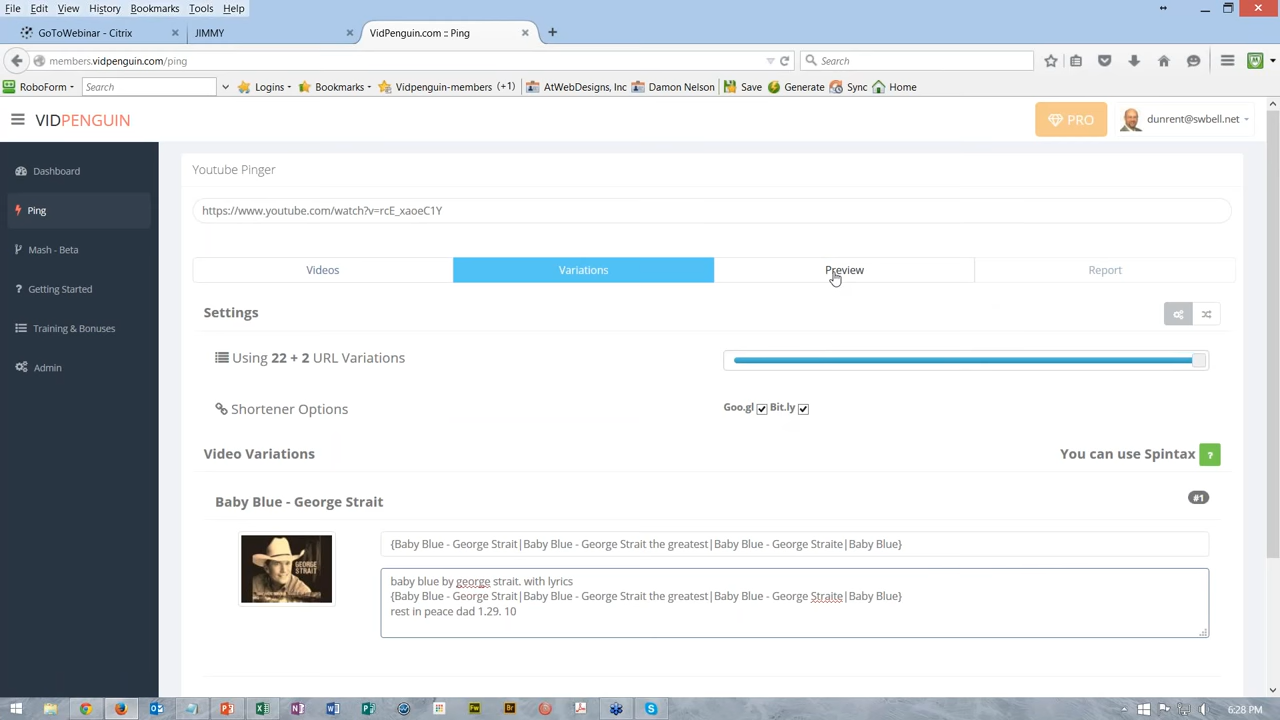 File Edit View History Bookmarks Tools Help
GoToWebinar - Citrix × JIMMY × VidPenguin.com :: Ping × +
members.vidpenguin.com/ping Search
RoboForm Search Logins Bookmarks Vidpenguin-members (+1) AtWebDesigns, Inc Damon Nelson Save Generate Sync Home
VIDPENGUIN PRO dunrent@swbell.net
Dashboard
Ping
Mash - Beta
Getting Started
Training & Bonuses
Admin
Youtube Pinger
https://www.youtube.com/watch?v=rcE_xaoeC1Y
Videos Variations Preview Report
Settings
Using 22 + 2 URL Variations
Shortener Options Goo.gl Bit.ly
Video Variations You can use Spintax ?
Baby Blue - George Strait #1
{Baby Blue - George Strait|Baby Blue - George Strait the greatest|Baby Blue - George Straite|Baby Blue}
baby blue by george strait. with lyrics
{Baby Blue - George Strait|Baby Blue - George Strait the greatest|Baby Blue - George Straite|Baby Blue}
rest in peace dad 1.29. 10
GEORGE
STRAIT
6:28 PM